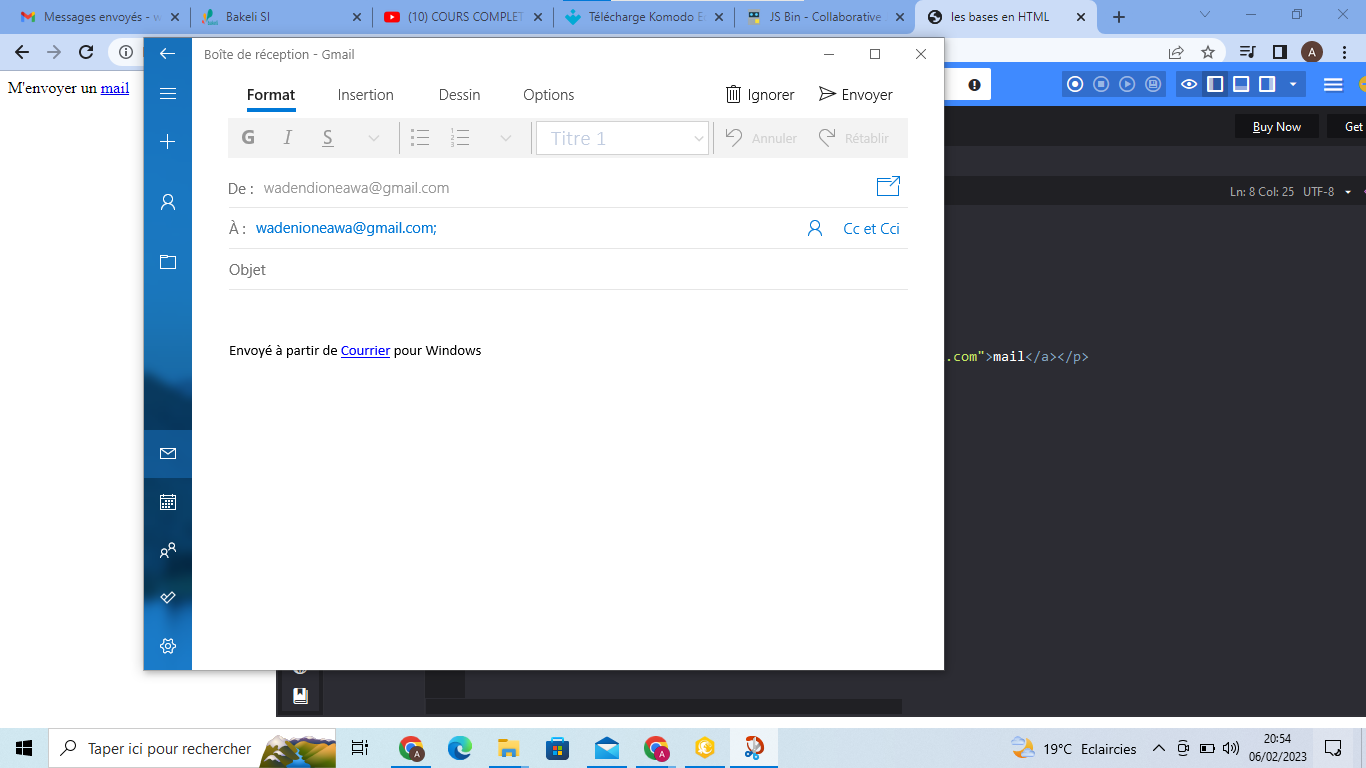 Messages envoyés - w
Bakeli SI
(10) COURS COMPLET
Télécharge Komodo E
JS Bin - Collaborative
les bases en HTML
A
M'envoyer un mail
Boîte de réception - Gmail
Format Insertion Dessin Options Ignorer Envoyer
G I S Titre 1 Annuler Rétablir
De : wadendioneawa@gmail.com
À : wadenioneawa@gmail.com; Cc et Cci
Objet
Envoyé à partir de Courrier pour Windows
Buy Now Get
Ln: 8 Col: 25 UTF-8
.com">mail</a></p>
Taper ici pour rechercher
A
A
19°C Eclaircies
20:54
06/02/2023